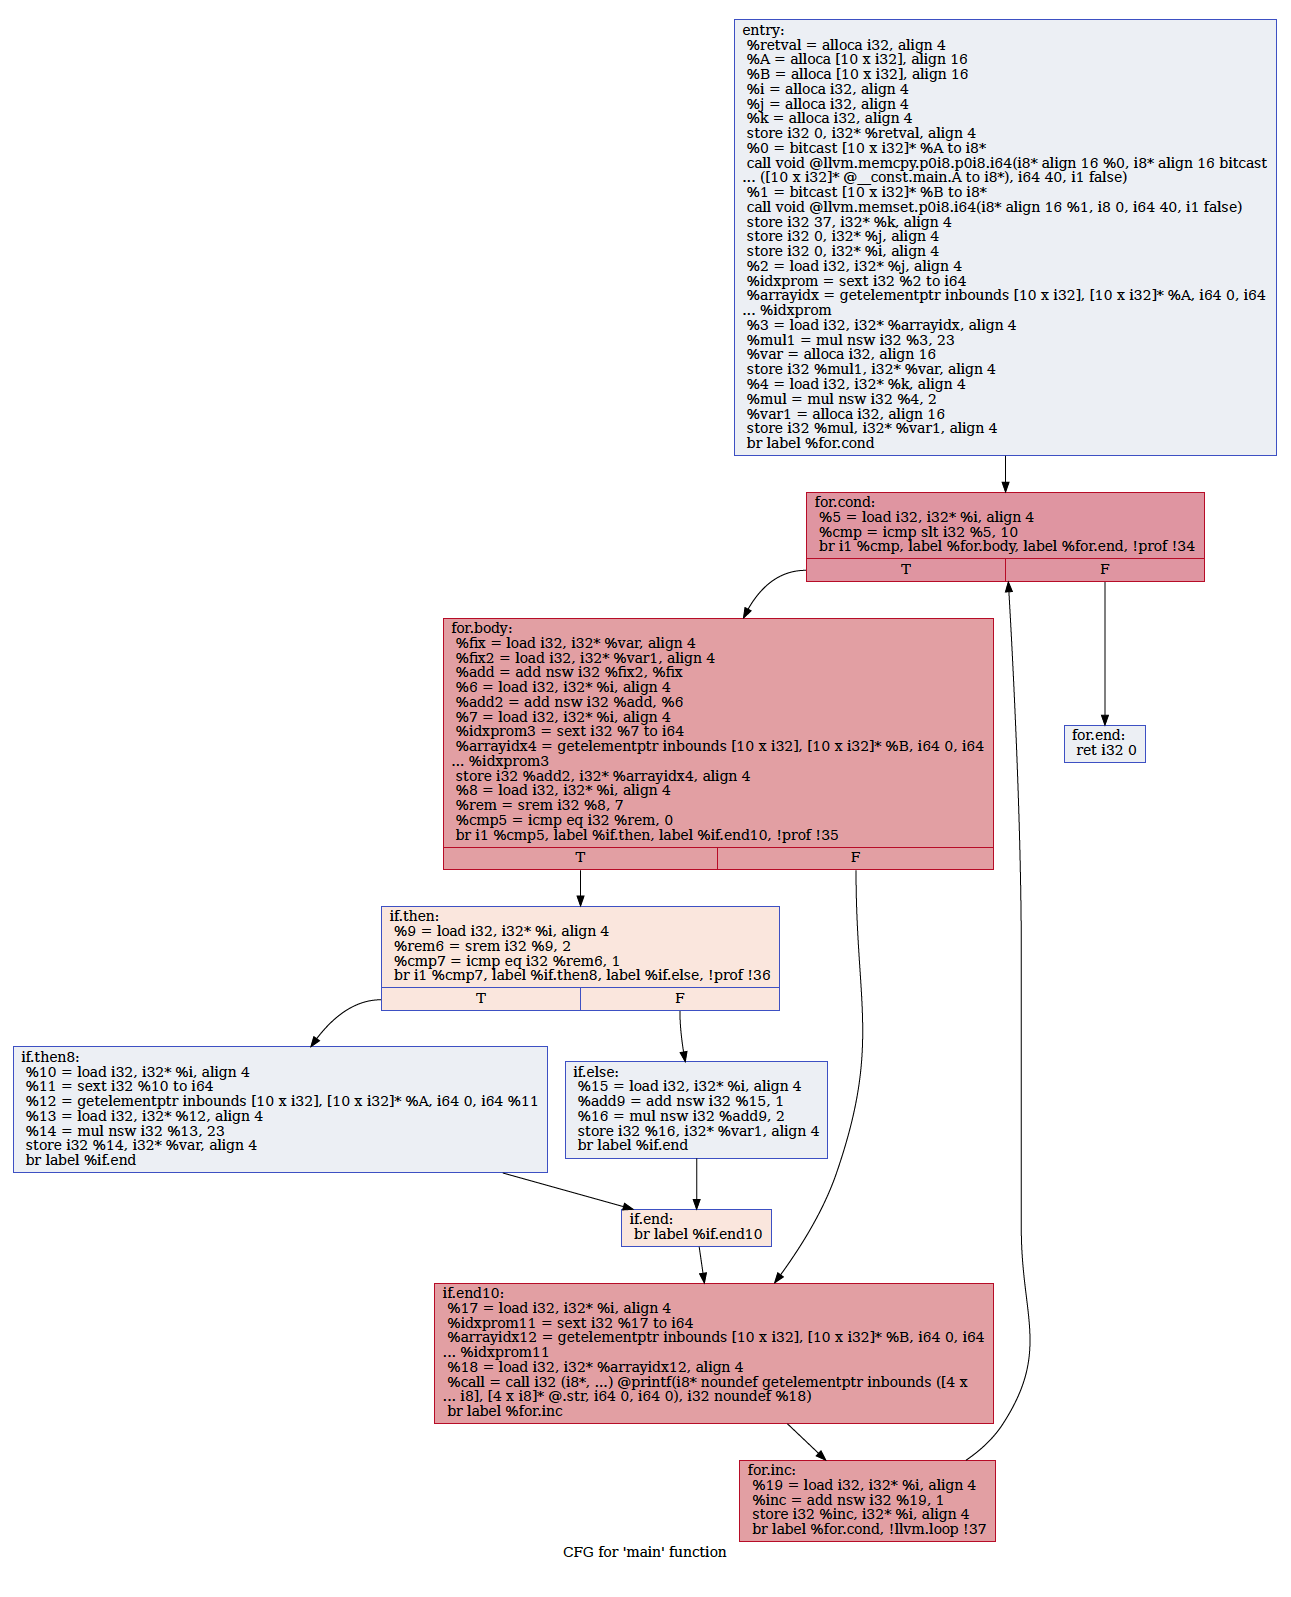 entry:
%retval = alloca i32, align 4
%A = alloca [10 x i32], align 16
%B = alloca [10 x i32], align 16
%i = alloca i32, align 4
%j = alloca i32, align 4
%k = alloca i32, align 4
store i32 0, i32* %retval, align 4
%0 = bitcast [10 x i32]* %A to i8*
call void @llvm.memcpy.p0i8.p0i8.i64(i8* align 16 %0, i8* align 16 bitcast
... ([10 x i32]* @__const.main.A to i8*), i64 40, i1 false)
%1 = bitcast [10 x i32]* %B to i8*
call void @llvm.memset.p0i8.i64(i8* align 16 %1, i8 0, i64 40, i1 false)
store i32 37, i32* %k, align 4
store i32 0, i32* %j, align 4
store i32 0, i32* %i, align 4
%2 = load i32, i32* %j, align 4
%idxprom = sext i32 %2 to i64
%arrayidx = getelementptr inbounds [10 x i32], [10 x i32]* %A, i64 0, i64
... %idxprom
%3 = load i32, i32* %arrayidx, align 4
%mul1 = mul nsw i32 %3, 23
%var = alloca i32, align 16
store i32 %mul1, i32* %var, align 4
%4 = load i32, i32* %k, align 4
%mul = mul nsw i32 %4, 2
%var1 = alloca i32, align 16
store i32 %mul, i32* %var1, align 4
br label %for.cond
for.cond:
%5 = load i32, i32* %i, align 4
%cmp = icmp slt i32 %5, 10
br i1 %cmp, label %for.body, label %for.end, !prof !34
T F
for.body:
%fix = load i32, i32* %var, align 4
%fix2 = load i32, i32* %var1, align 4
%add = add nsw i32 %fix2, %fix
%6 = load i32, i32* %i, align 4
%add2 = add nsw i32 %add, %6
%7 = load i32, i32* %i, align 4
%idxprom3 = sext i32 %7 to i64
%arrayidx4 = getelementptr inbounds [10 x i32], [10 x i32]* %B, i64 0, i64
... %idxprom3
store i32 %add2, i32* %arrayidx4, align 4
%8 = load i32, i32* %i, align 4
%rem = srem i32 %8, 7
%cmp5 = icmp eq i32 %rem, 0
br i1 %cmp5, label %if.then, label %if.end10, !prof !35
T F
for.end:
ret i32 0
if.then:
%9 = load i32, i32* %i, align 4
%rem6 = srem i32 %9, 2
%cmp7 = icmp eq i32 %rem6, 1
br i1 %cmp7, label %if.then8, label %if.else, !prof !36
T F
if.then8:
%10 = load i32, i32* %i, align 4
%11 = sext i32 %10 to i64
%12 = getelementptr inbounds [10 x i32], [10 x i32]* %A, i64 0, i64 %11
%13 = load i32, i32* %12, align 4
%14 = mul nsw i32 %13, 23
store i32 %14, i32* %var, align 4
br label %if.end
if.else:
%15 = load i32, i32* %i, align 4
%add9 = add nsw i32 %15, 1
%16 = mul nsw i32 %add9, 2
store i32 %16, i32* %var1, align 4
br label %if.end
if.end:
br label %if.end10
if.end10:
%17 = load i32, i32* %i, align 4
%idxprom11 = sext i32 %17 to i64
%arrayidx12 = getelementptr inbounds [10 x i32], [10 x i32]* %B, i64 0, i64
... %idxprom11
%18 = load i32, i32* %arrayidx12, align 4
%call = call i32 (i8*, ...) @printf(i8* noundef getelementptr inbounds ([4 x
... i8], [4 x i8]* @.str, i64 0, i64 0), i32 noundef %18)
br label %for.inc
for.inc:
%19 = load i32, i32* %i, align 4
%inc = add nsw i32 %19, 1
store i32 %inc, i32* %i, align 4
br label %for.cond, !llvm.loop !37
CFG for 'main' function